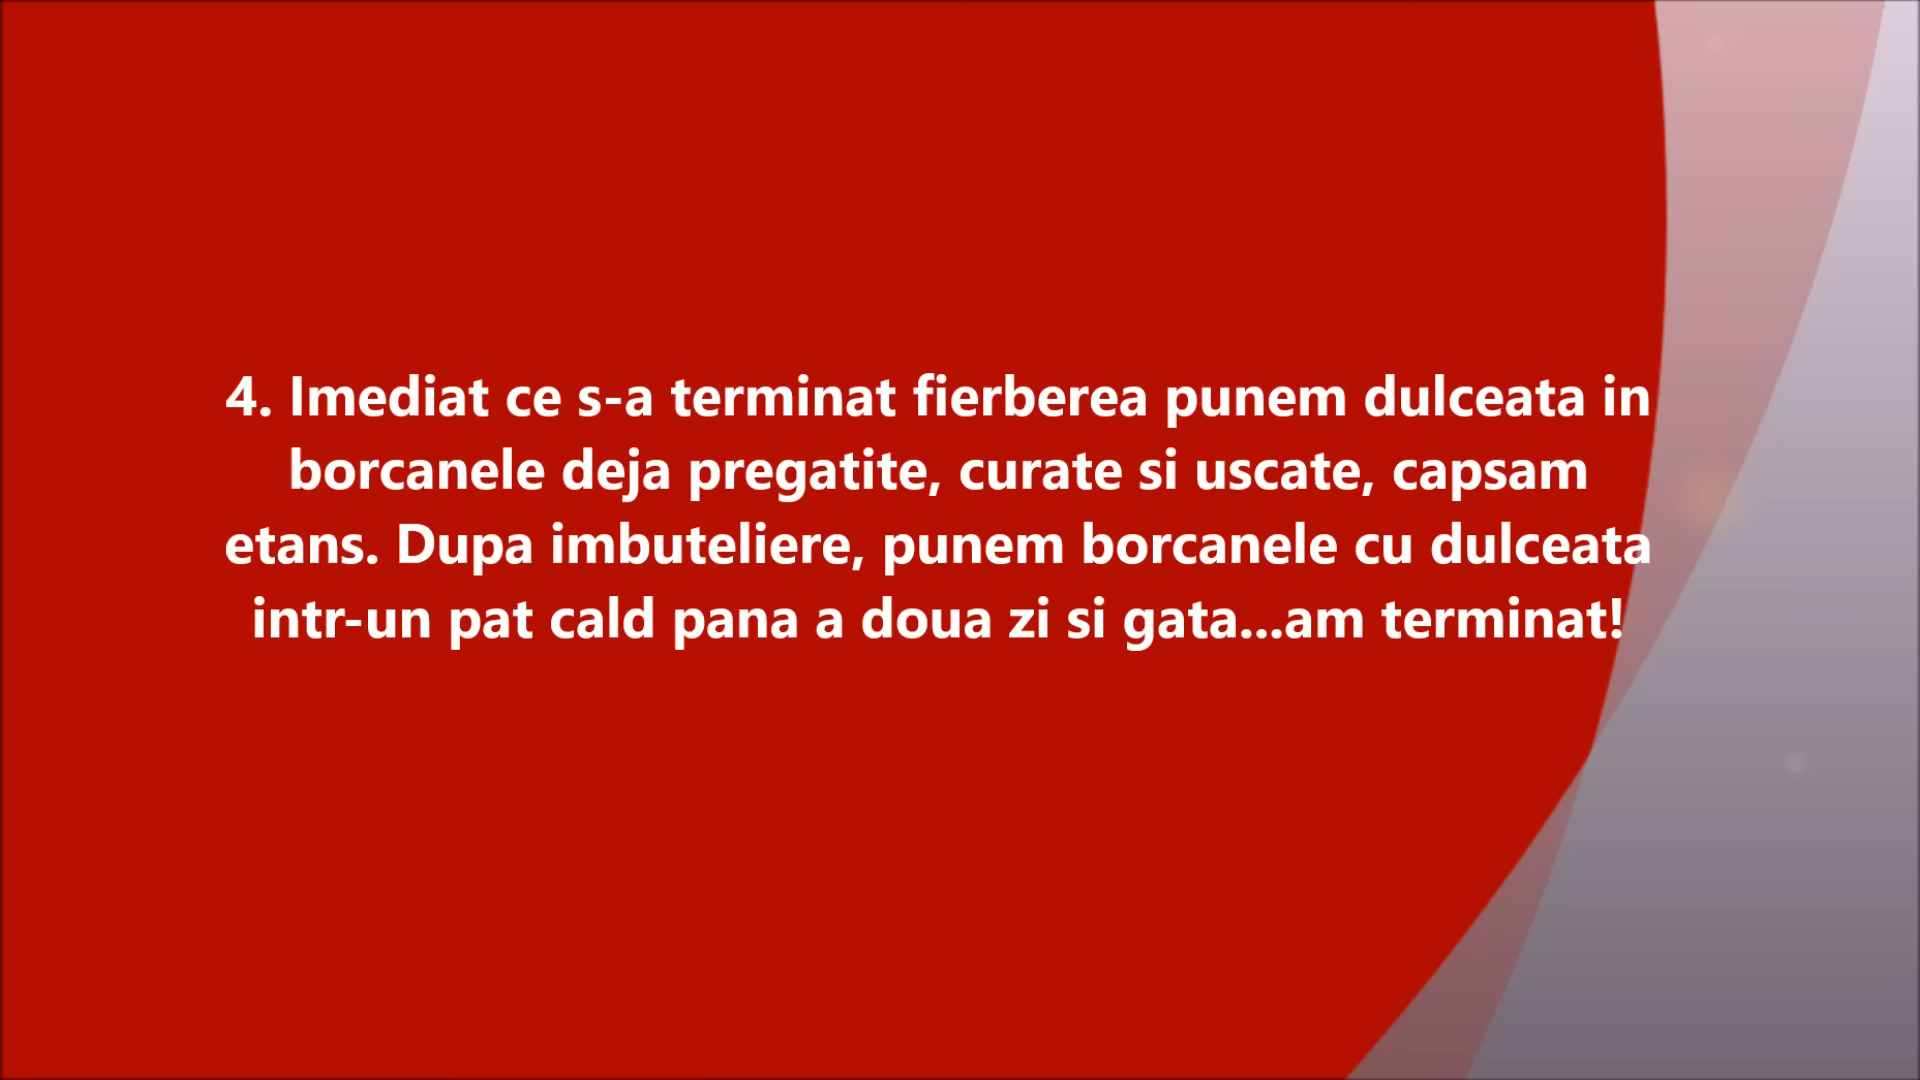 4. Imediat ce s-a terminat fierberea punem dulceata in
borcanele deja pregatite, curate si uscate, capsam
etans. Dupa imbuteliere, punem borcanele cu dulceata
intr-un pat cald pana a doua zi si gata...am terminat!